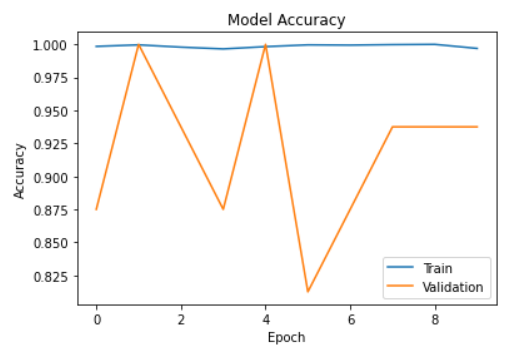 Model Accuracy
1.000
0.975
0.950
0.925
0.900
0.875
0.850
0.825
Accuracy
0 2 4 6 8
Epoch
Train
Validation